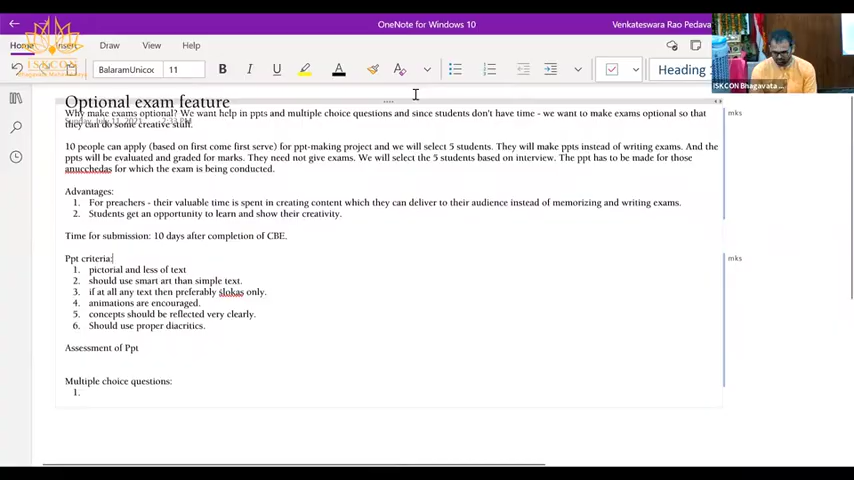 OneNote for Windows 10
Venkateswara Rao Pedava
Home Insert Draw View Help
ISKCON
BalaramUnicoc 11 B I U A Heading 1
ISKCON Bhagavata ...
Optional exam feature
Sunday, July 11, 2021 2:33 PM
Why make exams optional? We want help in ppts and multiple choice questions and since students don't have time - we want to make exams optional so that
they can do some creative stuff.
10 people can apply (based on first come first serve) for ppt-making project and we will select 5 students. They will make ppts instead of writing exams. And the
ppts will be evaluated and graded for marks. They need not give exams. We will select the 5 students based on interview. The ppt has to be made for those
anucchedas for which the exam is being conducted.
Advantages:
1. For preachers - their valuable time is spent in creating content which they can deliver to their audience instead of memorizing and writing exams.
2. Students get an opportunity to learn and show their creativity.
Time for submission: 10 days after completion of CBE.
Ppt criteria:
1. pictorial and less of text
2. should use smart art than simple text.
3. if at all any text then preferably ślokas only.
4. animations are encouraged.
5. concepts should be reflected very clearly.
6. Should use proper diacritics.
Assessment of Ppt
Multiple choice questions:
1.
mks
mks